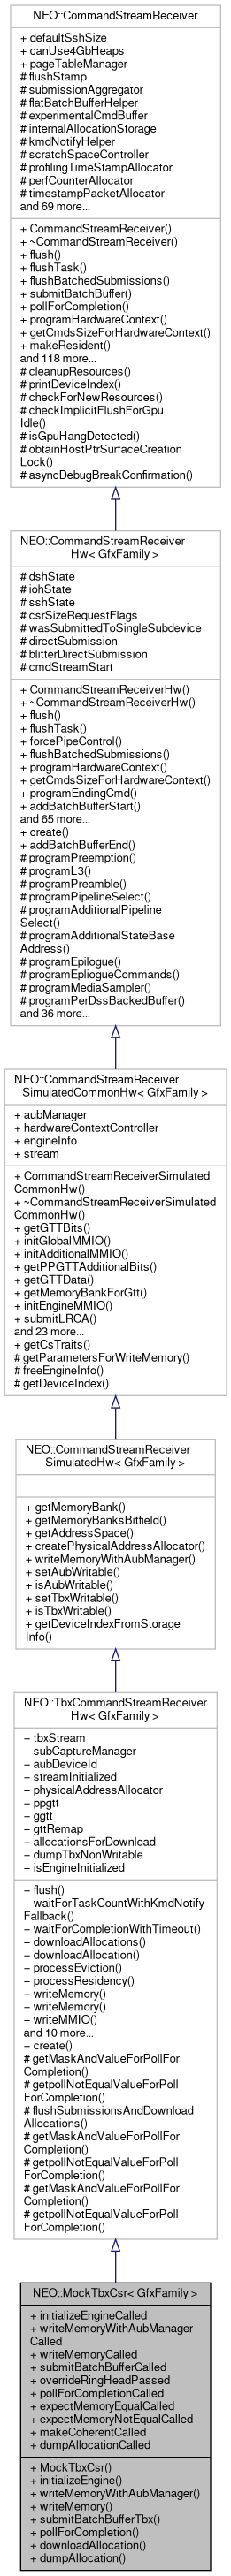 NEO::CommandStreamReceiver
+ defaultSshSize
+ canUse4GbHeaps
+ pageTableManager
# flushStamp
# submissionAggregator
# flatBatchBufferHelper
# experimentalCmdBuffer
# internalAllocationStorage
# kmdNotifyHelper
# scratchSpaceController
# profilingTimeStampAllocator
# perfCounterAllocator
# timestampPacketAllocator
and 69 more...
+ CommandStreamReceiver()
+ ~CommandStreamReceiver()
+ flush()
+ flushTask()
+ flushBatchedSubmissions()
+ submitBatchBuffer()
+ pollForCompletion()
+ programHardwareContext()
+ getCmdsSizeForHardwareContext()
+ makeResident()
and 118 more...
# cleanupResources()
# printDeviceIndex()
# checkForNewResources()
# checkImplicitFlushForGpu
Idle()
# isGpuHangDetected()
# obtainHostPtrSurfaceCreation
Lock()
# asyncDebugBreakConfirmation()
NEO::CommandStreamReceiver
Hw< GfxFamily >
# dshState
# iohState
# sshState
# csrSizeRequestFlags
# wasSubmittedToSingleSubdevice
# directSubmission
# blitterDirectSubmission
# cmdStreamStart
+ CommandStreamReceiverHw()
+ ~CommandStreamReceiverHw()
+ flush()
+ flushTask()
+ forcePipeControl()
+ flushBatchedSubmissions()
+ programHardwareContext()
+ getCmdsSizeForHardwareContext()
+ programEndingCmd()
+ addBatchBufferStart()
and 65 more...
+ create()
+ addBatchBufferEnd()
# programPreemption()
# programL3()
# programPreamble()
# programPipelineSelect()
# programAdditionalPipeline
Select()
# programAdditionalStateBase
Address()
# programEpilogue()
# programEpliogueCommands()
# programMediaSampler()
# programPerDssBackedBuffer()
and 36 more...
NEO::CommandStreamReceiver
SimulatedCommonHw< GfxFamily >
+ aubManager
+ hardwareContextController
+ engineInfo
+ stream
+ CommandStreamReceiverSimulated
CommonHw()
+ ~CommandStreamReceiverSimulated
CommonHw()
+ getGTTBits()
+ initGlobalMMIO()
+ initAdditionalMMIO()
+ getPPGTTAdditionalBits()
+ getGTTData()
+ getMemoryBankForGtt()
+ initEngineMMIO()
+ submitLRCA()
and 23 more...
+ getCsTraits()
# getParametersForWriteMemory()
# freeEngineInfo()
# getDeviceIndex()
NEO::CommandStreamReceiver
SimulatedHw< GfxFamily >
+ getMemoryBank()
+ getMemoryBanksBitfield()
+ getAddressSpace()
+ createPhysicalAddressAllocator()
+ writeMemoryWithAubManager()
+ setAubWritable()
+ isAubWritable()
+ setTbxWritable()
+ isTbxWritable()
+ getDeviceIndexFromStorage
Info()
NEO::TbxCommandStreamReceiver
Hw< GfxFamily >
+ tbxStream
+ subCaptureManager
+ aubDeviceId
+ streamInitialized
+ physicalAddressAllocator
+ ppgtt
+ ggtt
+ gttRemap
+ allocationsForDownload
+ dumpTbxNonWritable
+ isEngineInitialized
+ flush()
+ waitForTaskCountWithKmdNotify
Fallback()
+ waitForCompletionWithTimeout()
+ downloadAllocations()
+ downloadAllocation()
+ processEviction()
+ processResidency()
+ writeMemory()
+ writeMemory()
+ writeMMIO()
and 10 more...
+ create()
# getMaskAndValueForPollFor
Completion()
# getpollNotEqualValueForPoll
ForCompletion()
# flushSubmissionsAndDownload
Allocations()
# getMaskAndValueForPollFor
Completion()
# getpollNotEqualValueForPoll
ForCompletion()
# getMaskAndValueForPollFor
Completion()
# getpollNotEqualValueForPoll
ForCompletion()
NEO::MockTbxCsr< GfxFamily >
+ initializeEngineCalled
+ writeMemoryWithAubManager
Called
+ writeMemoryCalled
+ submitBatchBufferCalled
+ overrideRingHeadPassed
+ pollForCompletionCalled
+ expectMemoryEqualCalled
+ expectMemoryNotEqualCalled
+ makeCoherentCalled
+ dumpAllocationCalled
+ MockTbxCsr()
+ initializeEngine()
+ writeMemoryWithAubManager()
+ writeMemory()
+ submitBatchBufferTbx()
+ pollForCompletion()
+ downloadAllocation()
+ dumpAllocation()